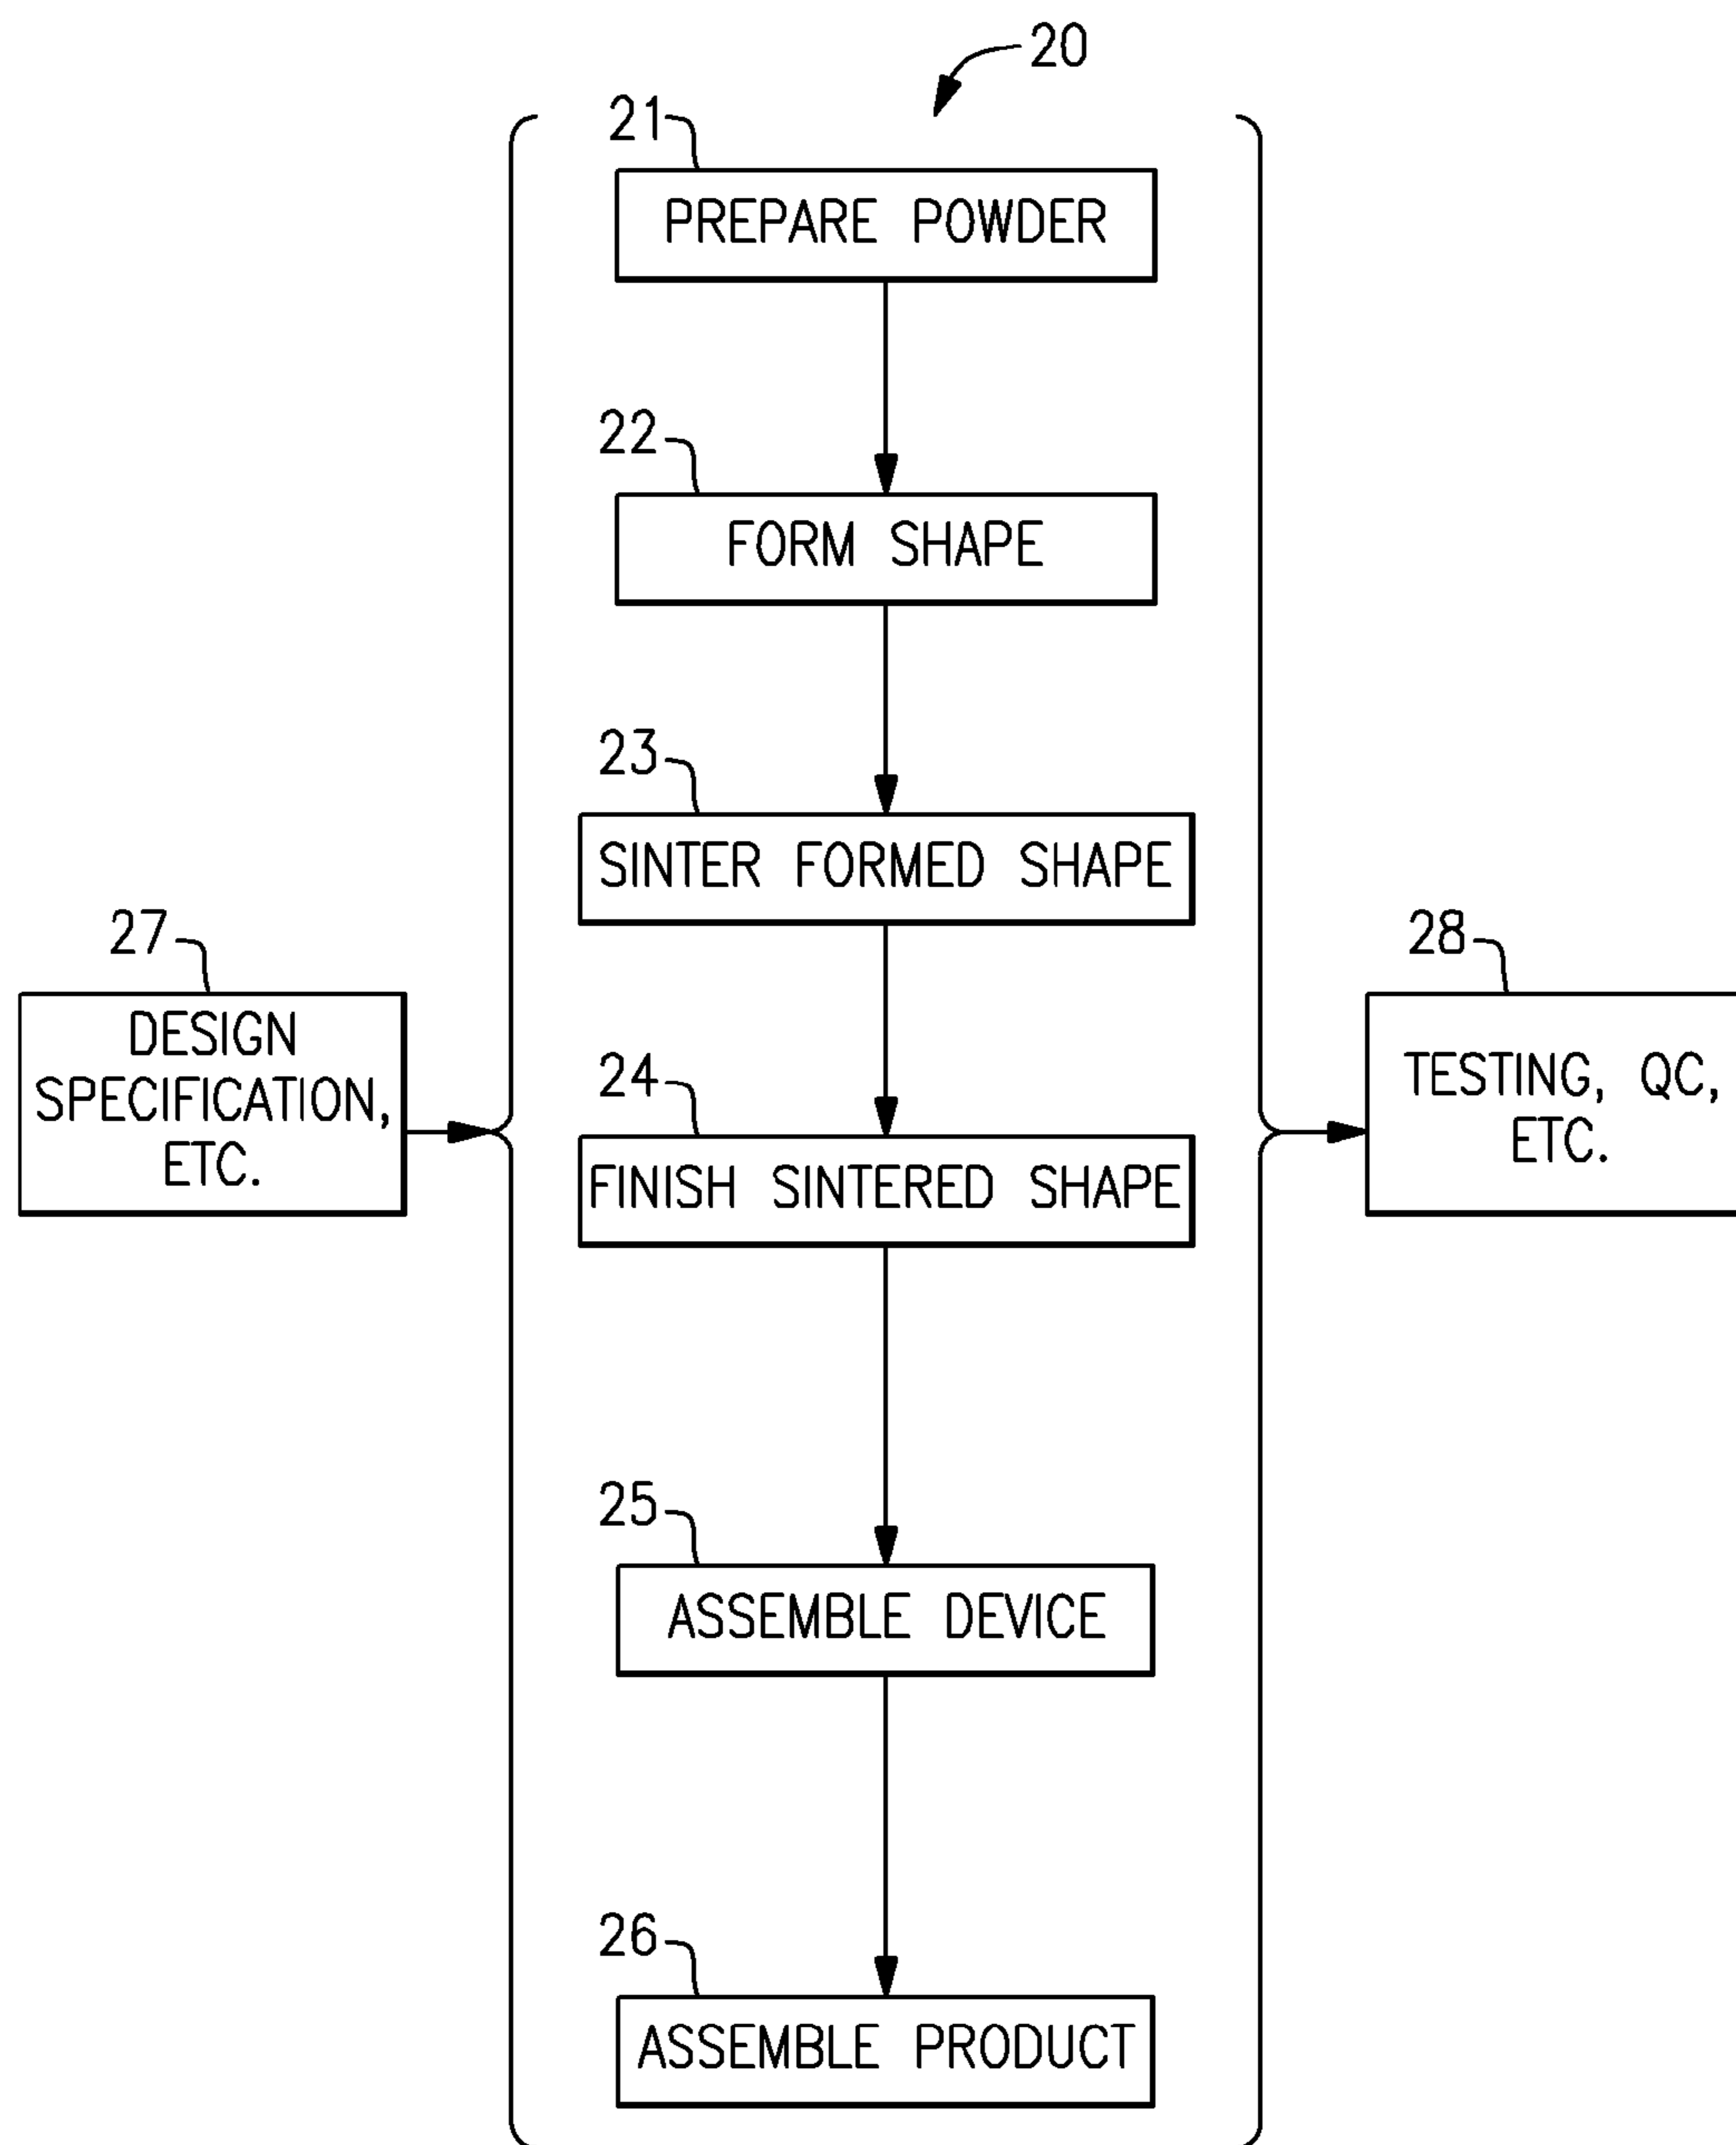 20
21
PREPARE POWDER
22
FORM SHAPE
23
SINTER FORMED SHAPE
27
DESIGN
SPECIFICATION,
ETC.
24
FINISH SINTERED SHAPE
28
TESTING, QC,
ETC.
25
ASSEMBLE DEVICE
26
ASSEMBLE PRODUCT